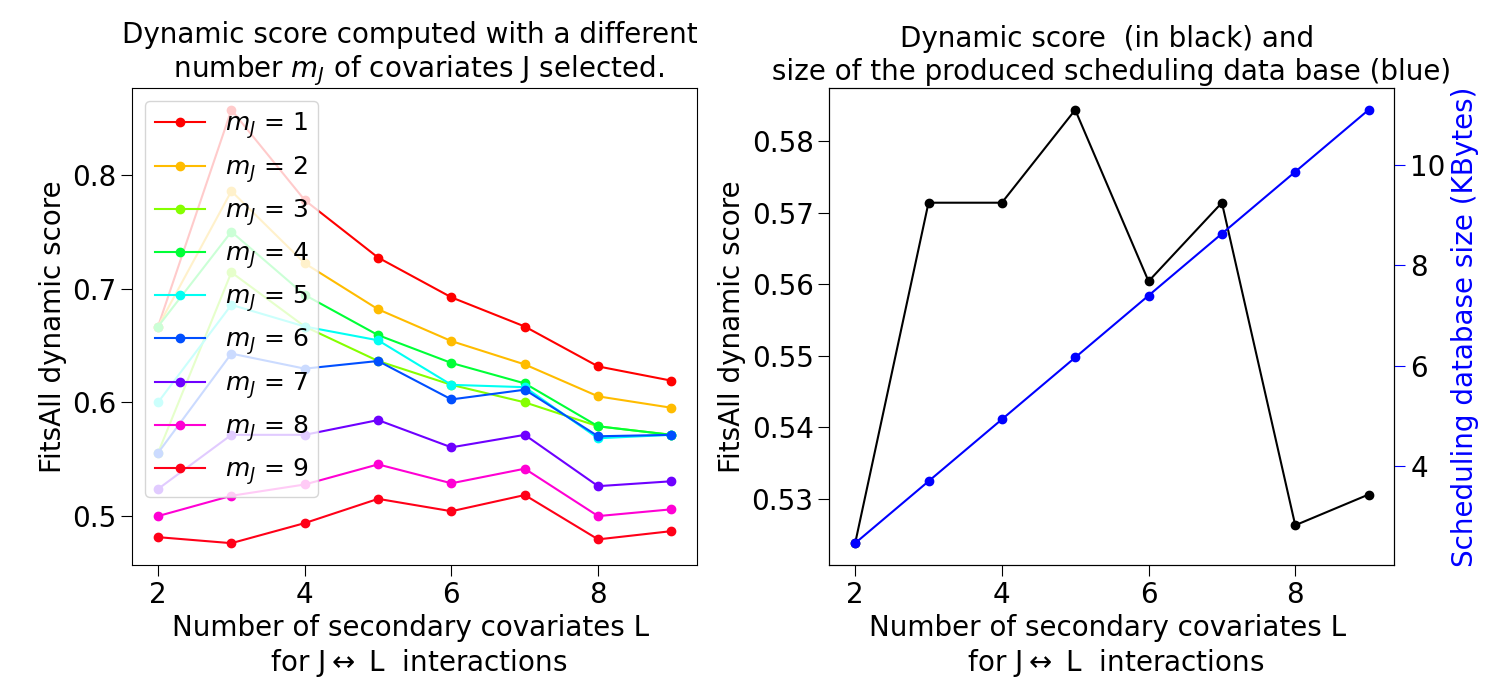 Dynamic score computed with a different
number m_J of covariates J selected.
FitsAll dynamic score
0.8
0.7
0.6
0.5
m_J = 1
m_J = 2
m_J = 3
m_J = 4
m_J = 5
m_J = 6
m_J = 7
m_J = 8
m_J = 9
2 4 6 8
Number of secondary covariates L
for J↔ L interactions
Dynamic score (in black) and
size of the produced scheduling data base (blue)
FitsAll dynamic score
0.58
0.57
0.56
0.55
0.54
0.53
10
8
6
4
Scheduling database size (KBytes)
2 4 6 8
Number of secondary covariates L
for J↔ L interactions